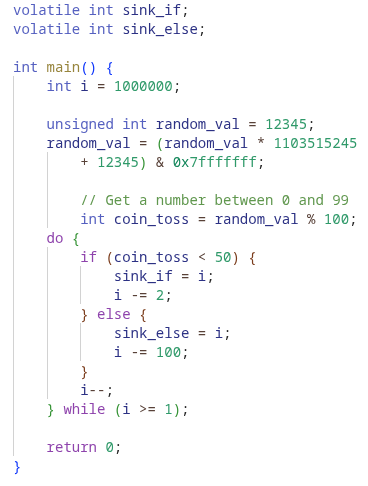 volatile int sink_if;
volatile int sink_else;

int main() {
    int i = 1000000;

    unsigned int random_val = 12345;
    random_val = (random_val * 1103515245
        + 12345) & 0x7fffffff;

        // Get a number between 0 and 99
        int coin_toss = random_val % 100;
    do {
        if (coin_toss < 50) {
            sink_if = i;
            i -= 2;
        } else {
            sink_else = i;
            i -= 100;
        }
        i--;
    } while (i >= 1);

    return 0;
}